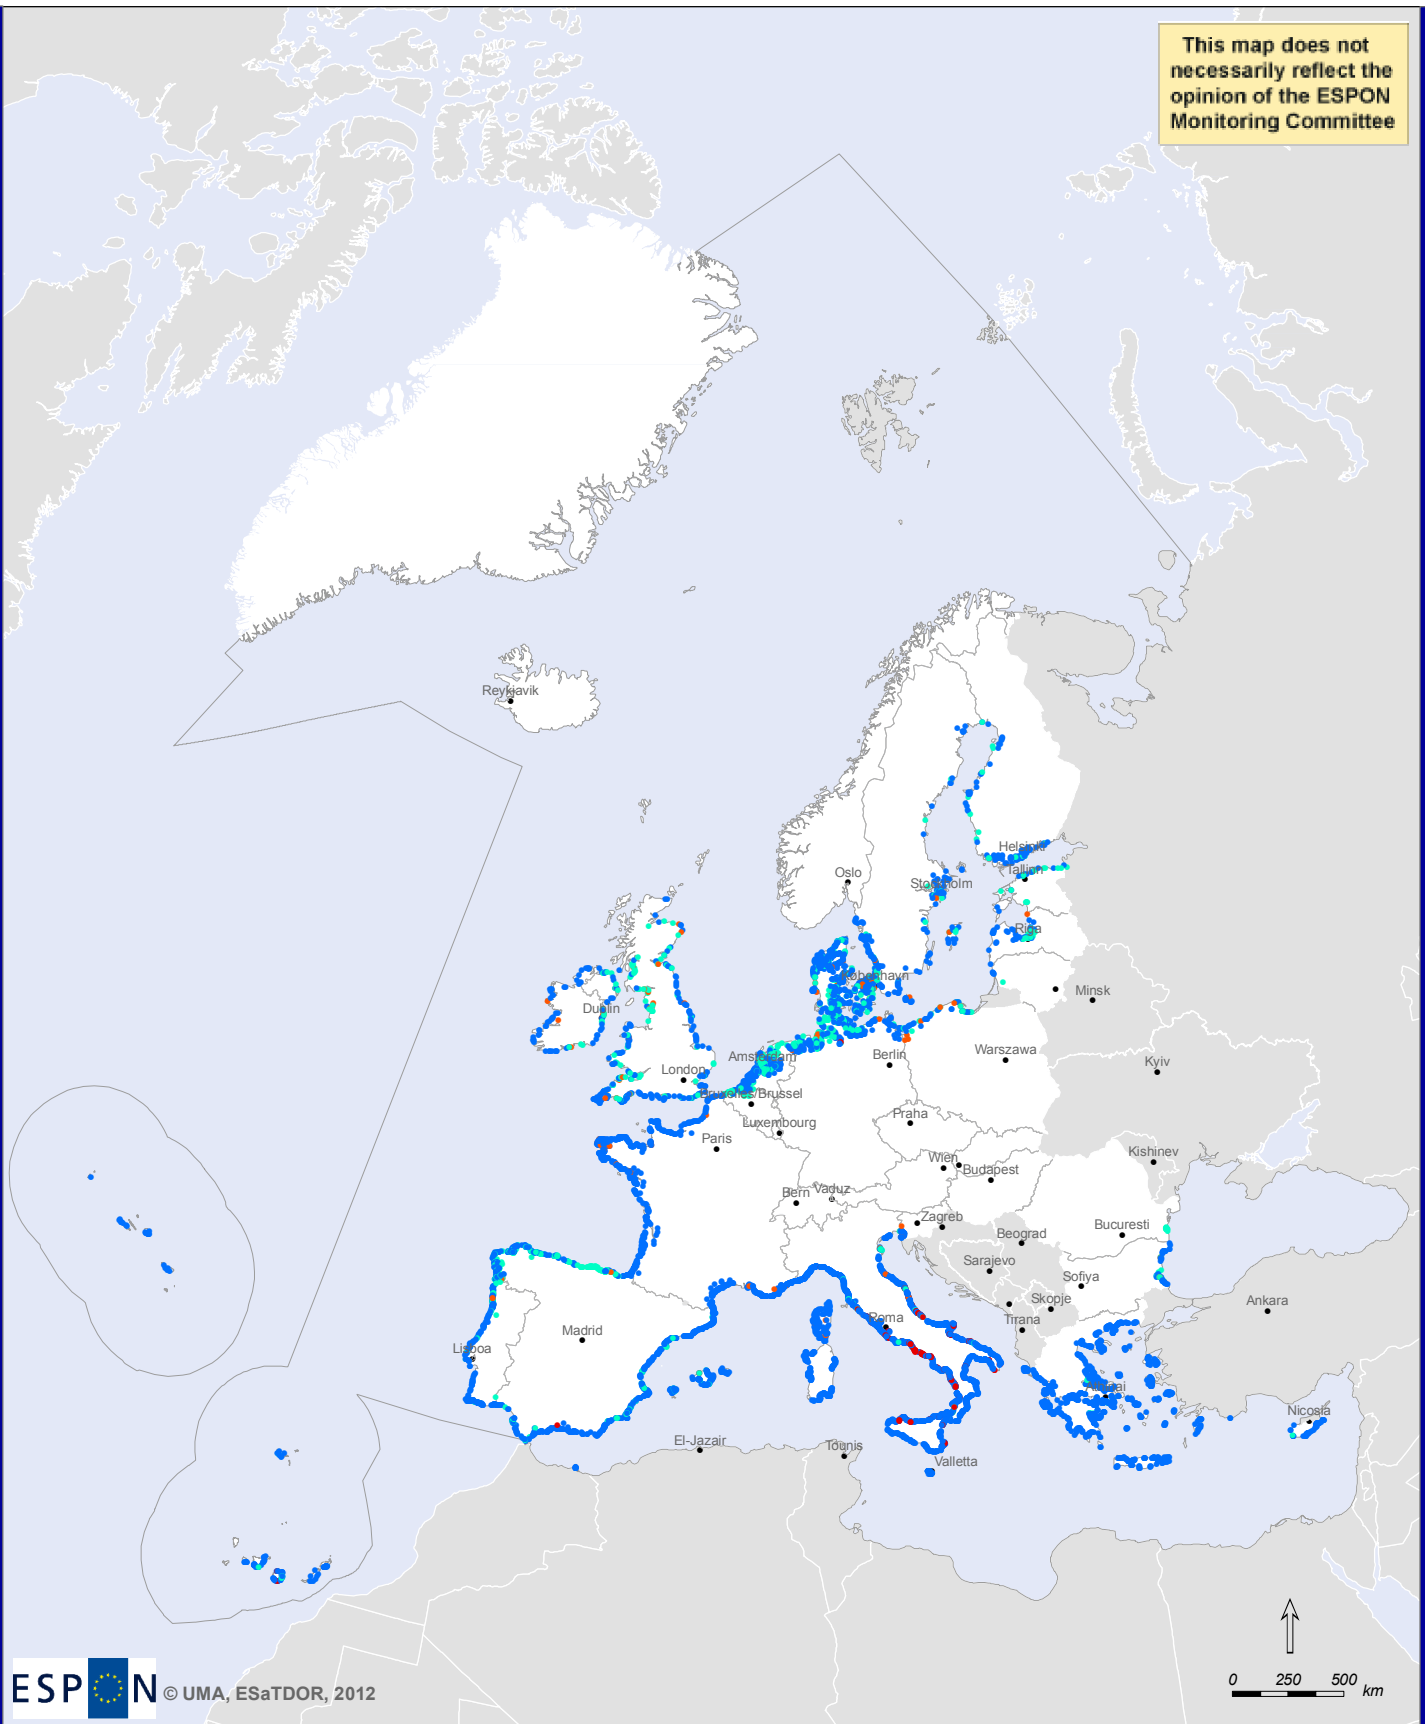 This map does not
necessarily reflect the
opinion of the ESPON
Monitoring Committee
Reykjavik
Oslo
Helsinki
Tallinn
Stockholm
Riga
København
Minsk
Dublin
Amsterdam
Berlin
Warszawa
Kyiv
London
Bruxelles/Brussel
Luxembourg
Praha
Paris
Wien
Budapest
Kishinev
Bern
Vaduz
Zagreb
Beograd
Bucuresti
Sarajevo
Sofiya
Skopje
Ankara
Madrid
Roma
Tirana
Lisboa
Athinai
Nicosia
El-Jazair
Tounis
Valletta
ESPON © UMA, ESaTDOR, 2012
0 250 500 km